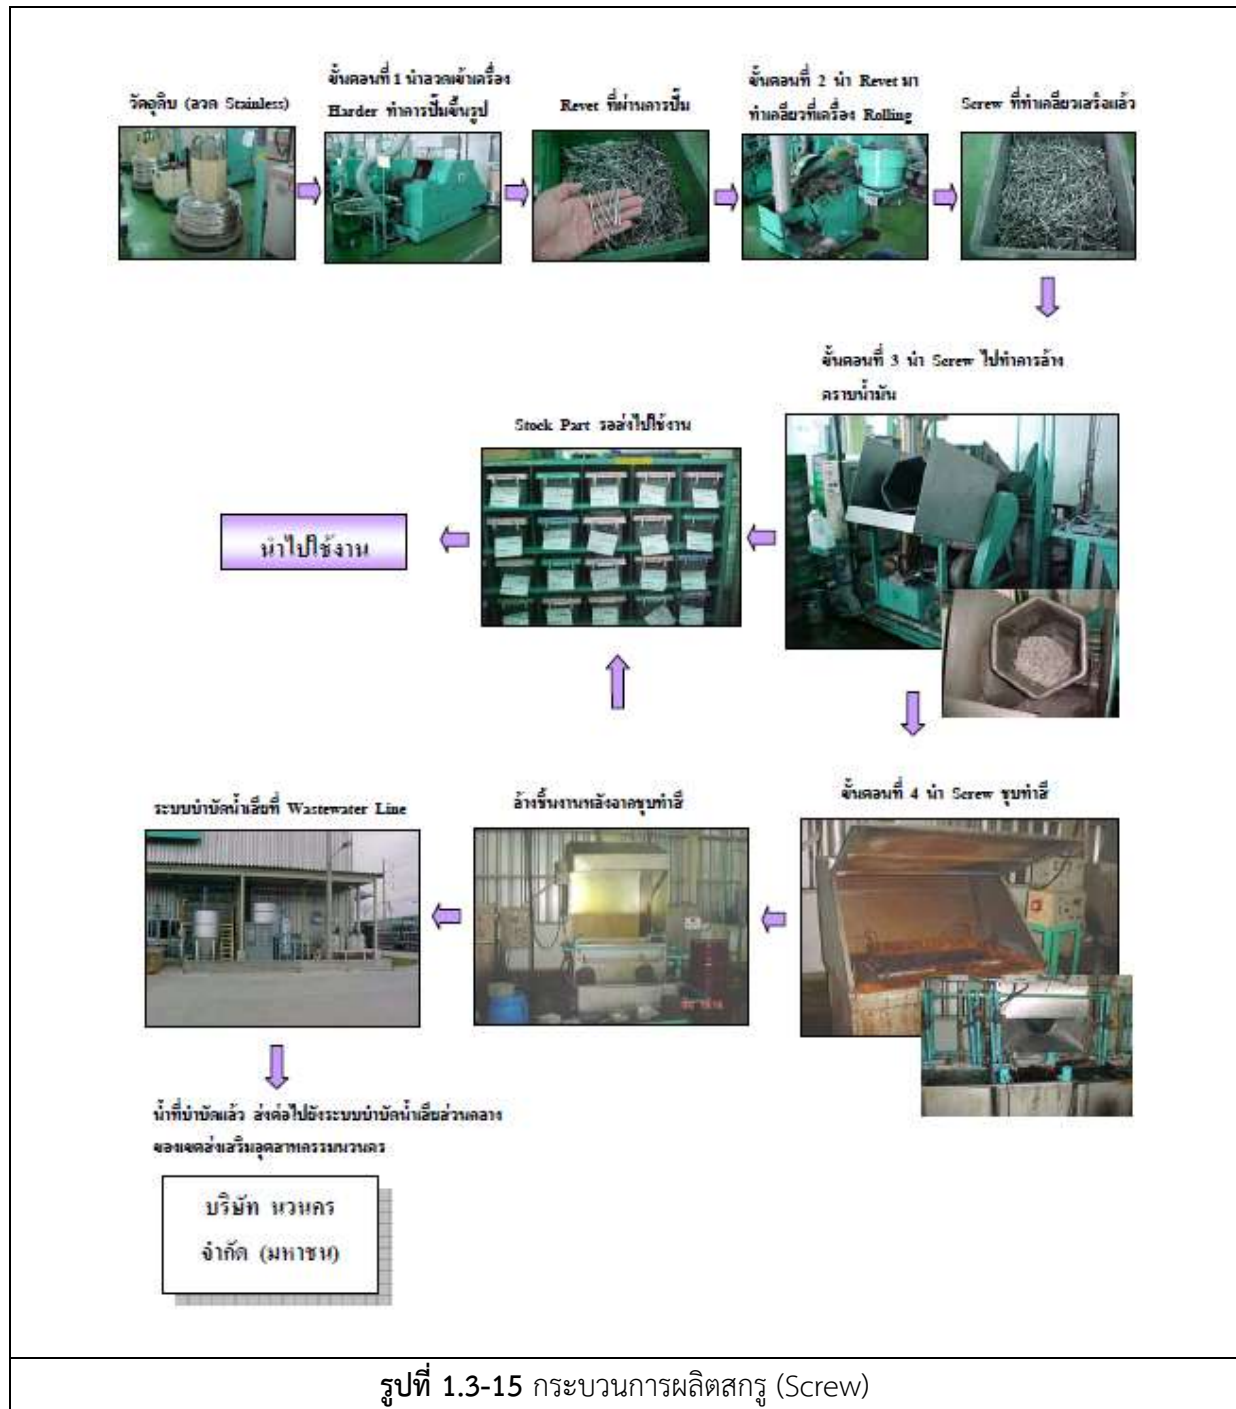 วัตถุดิบ (ลวด Stainless)
ขั้นตอนที่ 1 นำลวดเข้าเครื่อง
Harder ทำการปั๊มขึ้นรูป
Revet ที่ผ่านการปั๊ม
ขั้นตอนที่ 2 นำ Revet มา
ทำเกลียวที่เครื่อง Rolling
Screw ที่ทำเกลียวเสร็จแล้ว
ขั้นตอนที่ 3 นำ Screw ไปทำการล้าง
คราบน้ำมัน
Stock Part รอส่งไปใช้งาน
นำไปใช้งาน
ระบบบำบัดน้ำเสียที่ Wastewater Line
ล้างชิ้นงานหลังจากชุบทำสี
ขั้นตอนที่ 4 นำ Screw ชุบทำสี
น้ำที่บำบัดแล้ว ส่งต่อไปยังระบบบำบัดน้ำเสียส่วนกลาง
ของเขตส่งเสริมอุตสาหกรรมนวนคร
บริษัท นวนคร
จำกัด (มหาชน)
รูปที่ 1.3-15 กระบวนการผลิตสกรู (Screw)